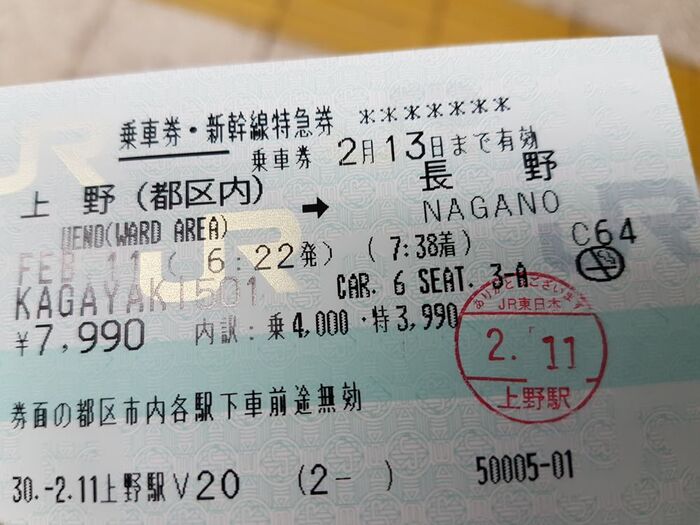 乗車券・新幹線特急券 *******
乗車券 2月13日まで有効
上野(都区内) → 長野
UENO(WARD AREA) NAGANO
C64
FEB 11( 6:22発) ( 7:38着)
KAGAYAKI501 CAR. 6 SEAT. 3-A
¥7,990 内訳:乗4,000・特3,990
ありがとうございます
JR東日本
2. 11
上野駅
券面の都区市内各駅下車前途無効
30.-2.11上野駅V20 (2- ) 50005-01
JR
JR
JR